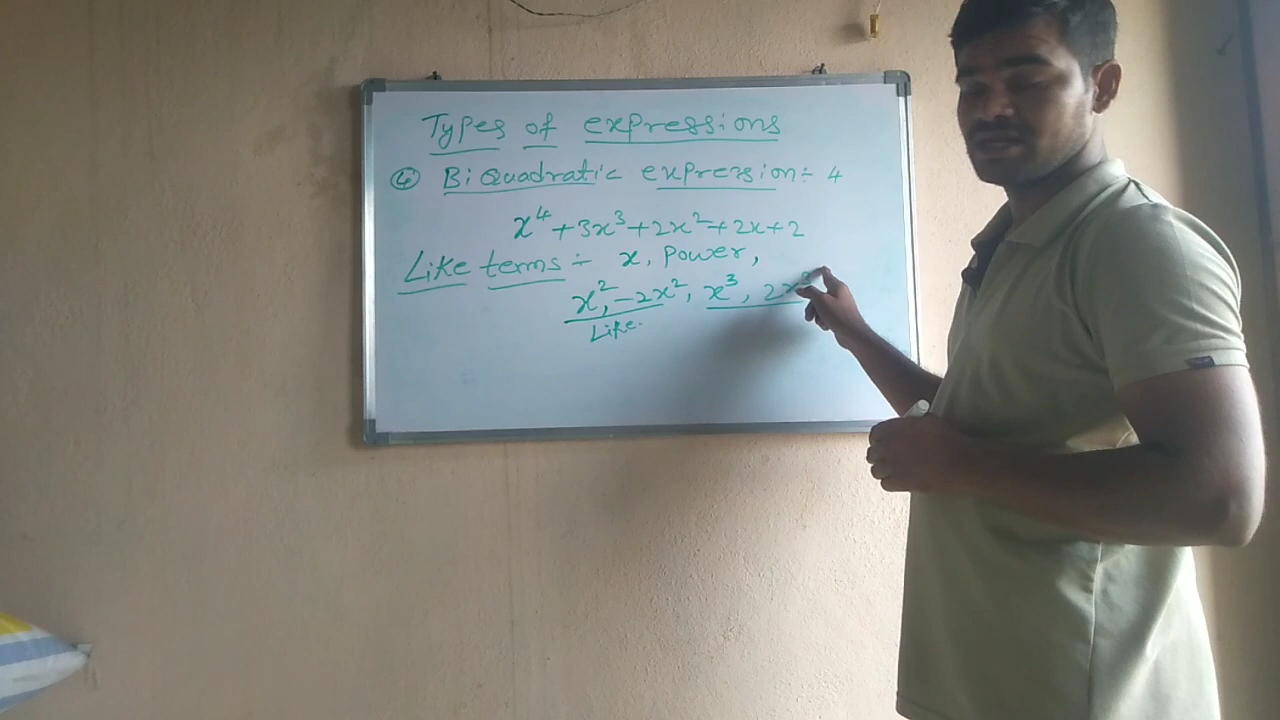 Types of expressions
④ Bi Quadratic expression :- 4
x⁴ + 3x³ + 2x² + 2x + 2
Like terms :- x, power,
x², -2x², x³, 2x³
Like.